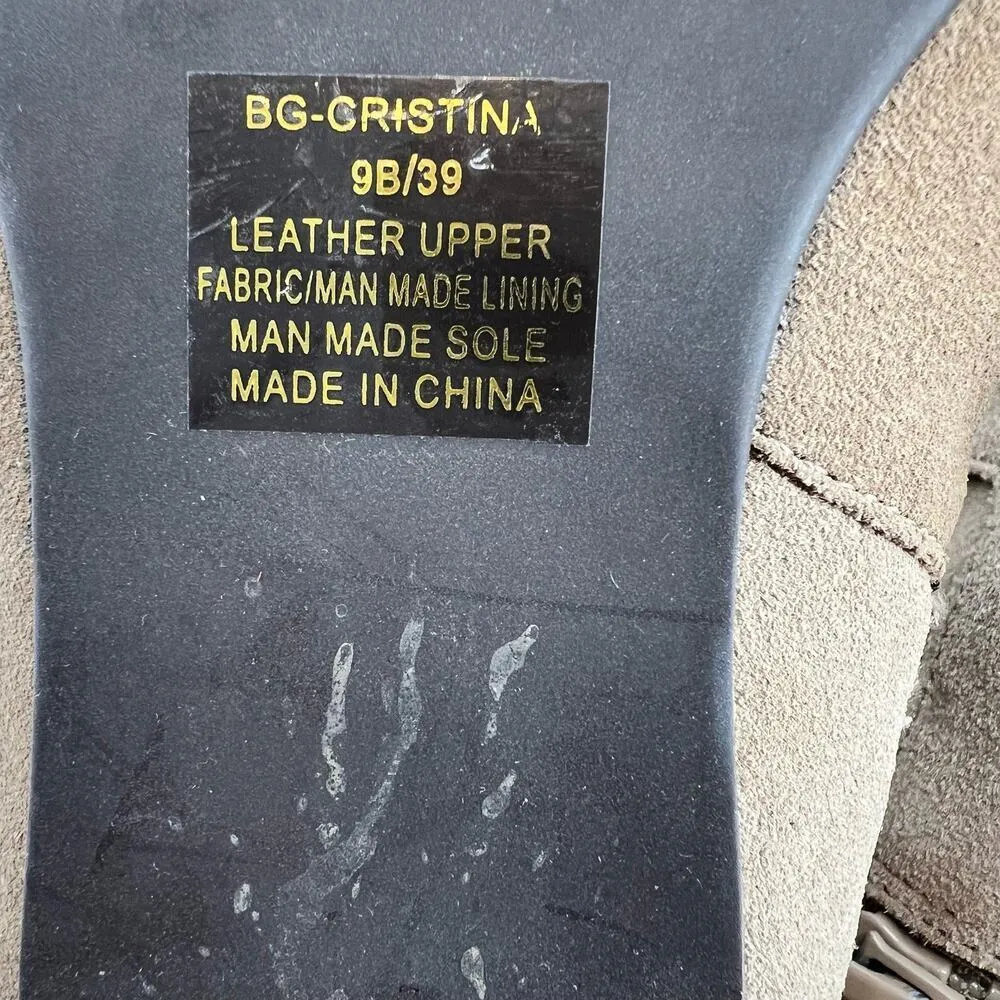 BG-CRISTINA
9B/39
LEATHER UPPER
FABRIC/MAN MADE LINING
MAN MADE SOLE
MADE IN CHINA